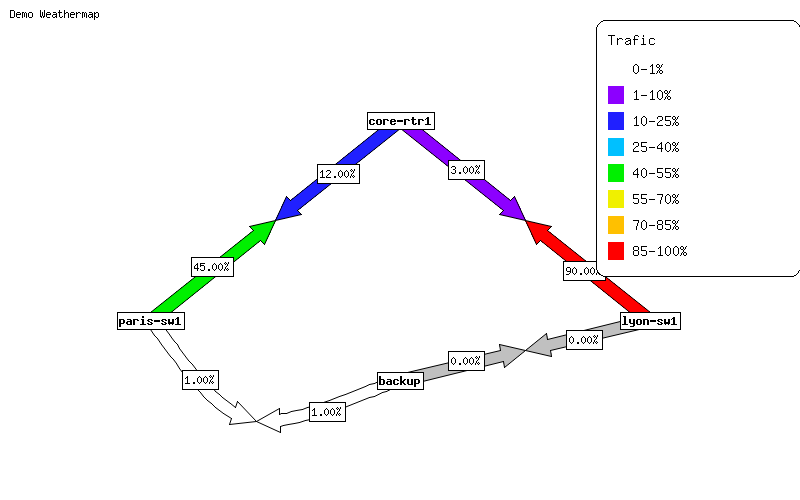 Demo Weathermap
Trafic
0-1%
1-10%
10-25%
25-40%
40-55%
55-70%
70-85%
85-100%
core-rtr1
12.00%
3.00%
45.00%
90.00%
paris-sw1
lyon-sw1
0.00%
0.00%
backup
1.00%
1.00%